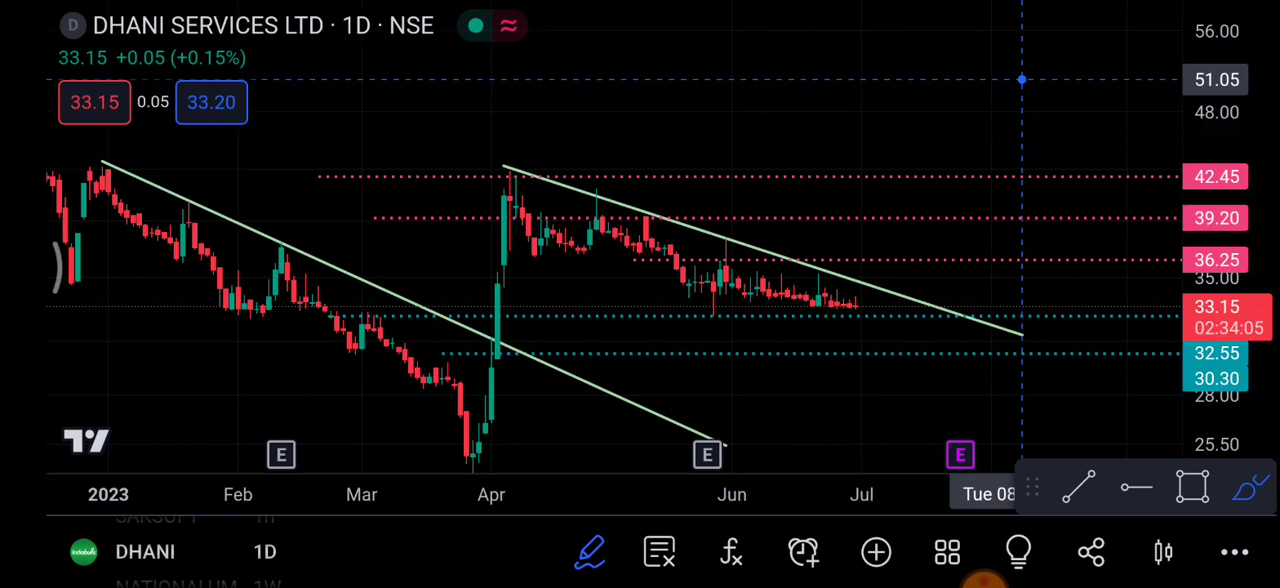 D DHANI SERVICES LTD · 1D · NSE
33.15 +0.05 (+0.15%)
33.15 0.05 33.20
56.00
51.05
48.00
42.45
39.20
36.25
35.00
33.15
02:34:05
32.55
30.30
28.00
25.50
E E E
2023 Feb Mar Apr Jun Jul Tue 08
DHANI 1D